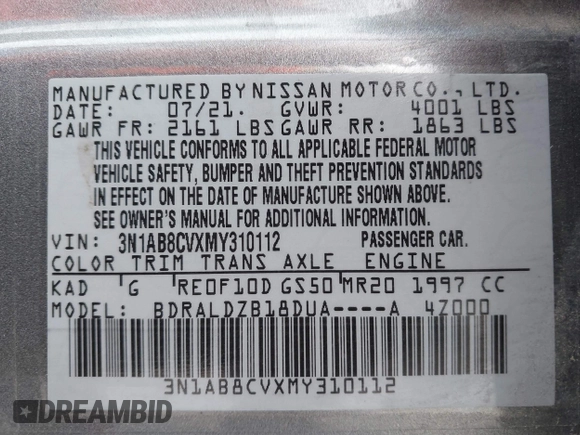 MANUFACTURED BY NISSAN MOTOR CO., LTD.
DATE: 07/21. GVWR: 4001 LBS
GAWR FR: 2161 LBS GAWR RR: 1863 LBS
THIS VEHICLE CONFORMS TO ALL APPLICABLE FEDERAL MOTOR
VEHICLE SAFETY, BUMPER AND THEFT PREVENTION STANDARDS
IN EFFECT ON THE DATE OF MANUFACTURE SHOWN ABOVE.
SEE OWNER'S MANUAL FOR ADDITIONAL INFORMATION.
VIN: 3N1AB8CVXMY310112 PASSENGER CAR.
COLOR TRIM TRANS AXLE ENGINE
KAD G RE0F10D GS50 MR20 1997 CC
MODEL: BDRALDZB18DUA----A 4Z000
3N1AB8CVXMY310112
DREAMBID